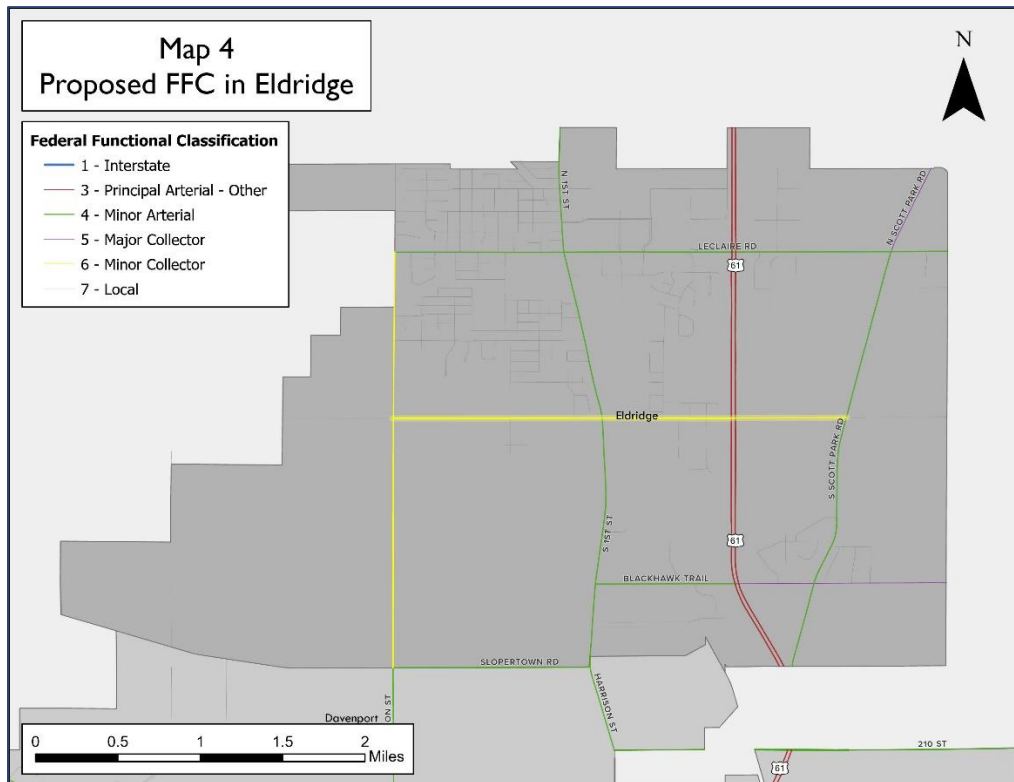 Map 4
Proposed FFC in Eldridge
N
Federal Functional Classification
1 - Interstate
3 - Principal Arterial - Other
4 - Minor Arterial
5 - Major Collector
6 - Minor Collector
7 - Local
N 1ST ST
N SCOTT PARK RD
LECLAIRE RD
61
Eldridge
S SCOTT PARK RD
S 1ST ST
61
BLACKHAWK TRAIL
SLOPERTOWN RD
HARRISON ST
ON ST
Davenport
210 ST
61
0 0.5 1 1.5 2
Miles